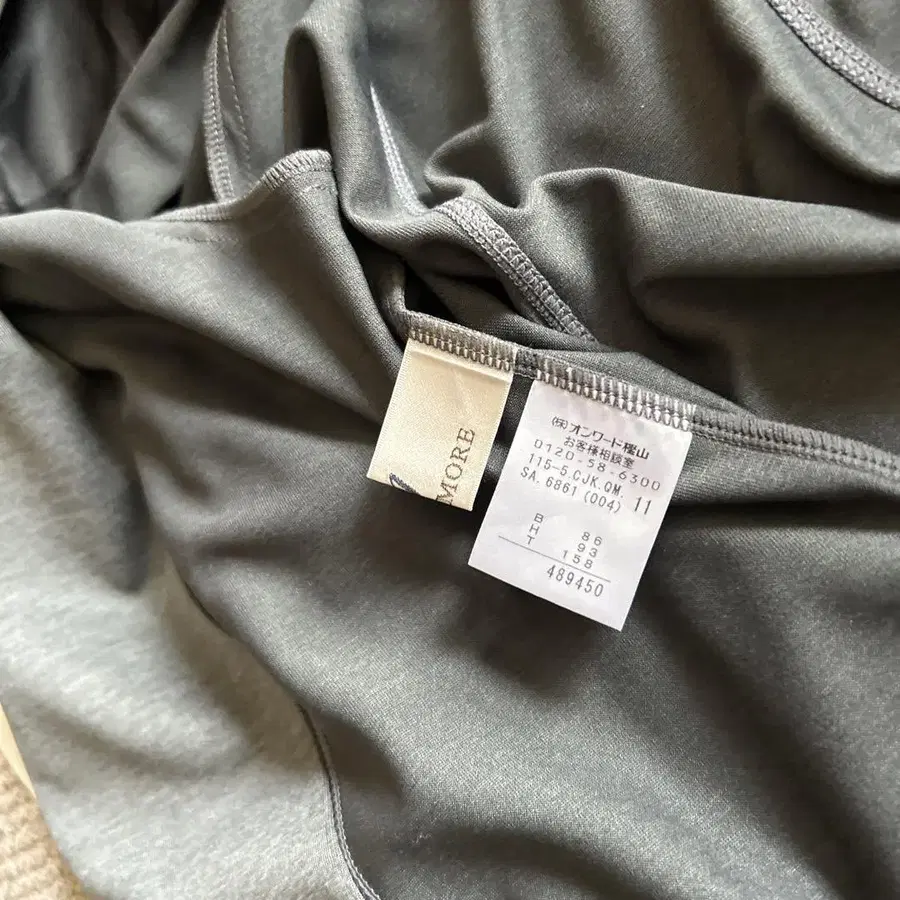 MORE
(株)オンワード樫山
お客様相談室
0120-58-6300
115-5.CJK.QM. 11
SA.6861(004)
B 86
H 93
T 158
489450